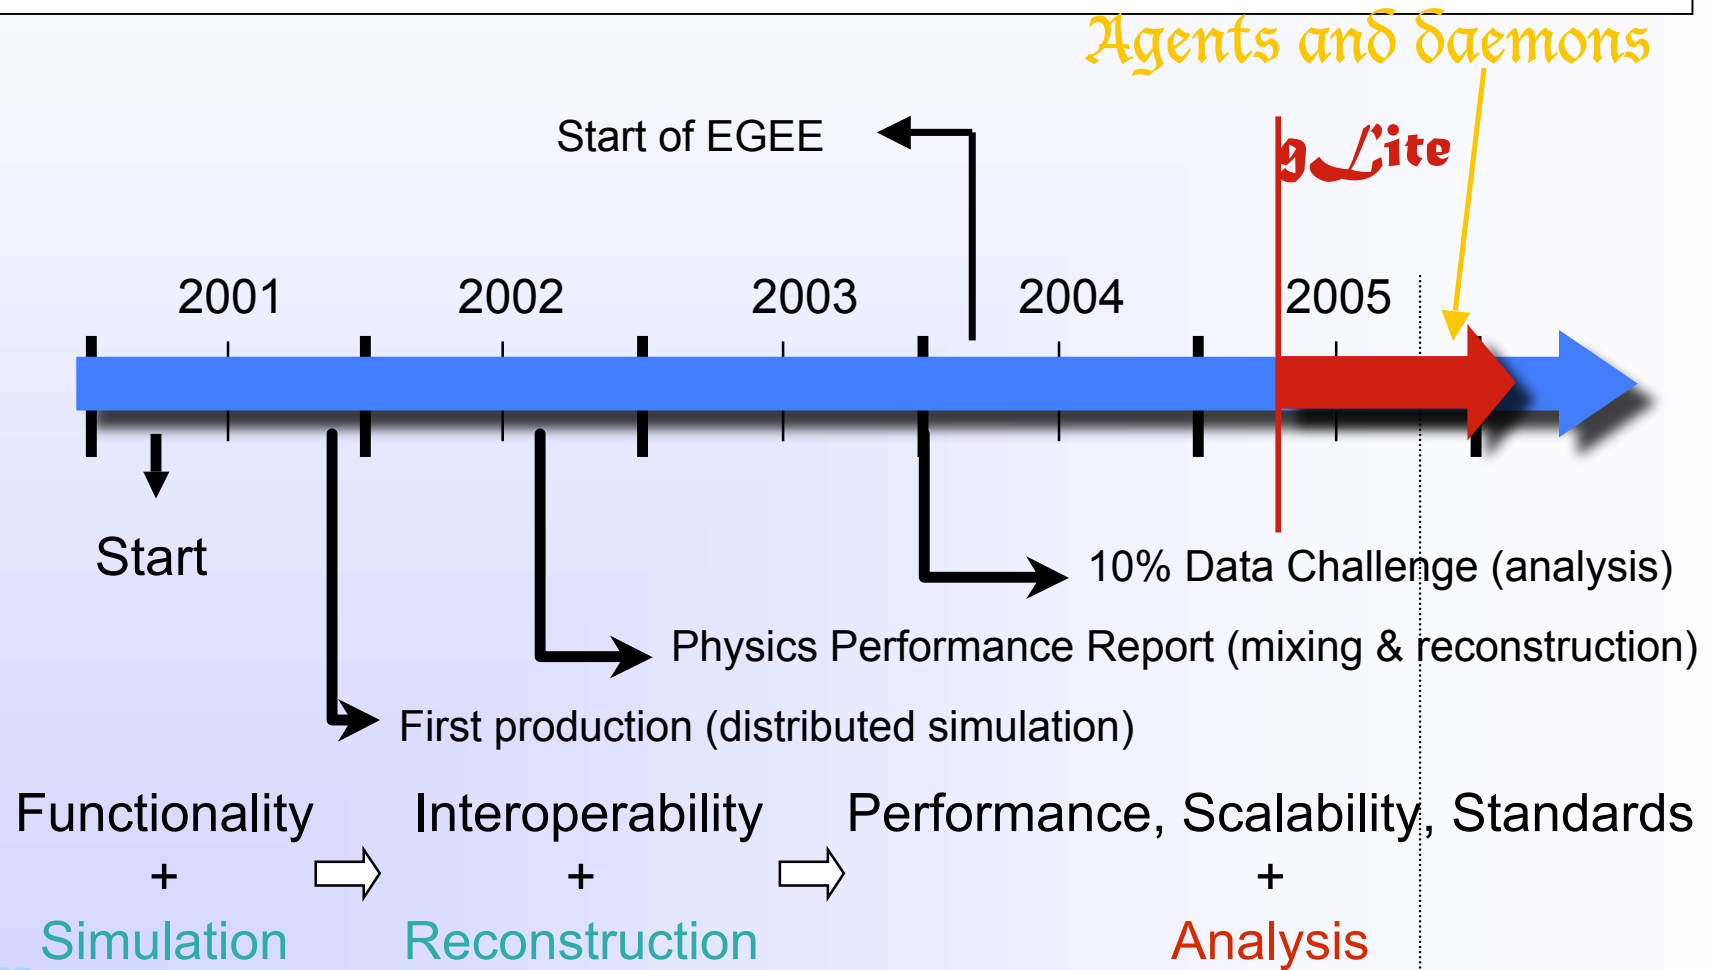 Agents and daemons
Start of EGEE
gLite
2001 2002 2003 2004 2005
Start
10% Data Challenge (analysis)
Physics Performance Report (mixing & reconstruction)
First production (distributed simulation)
Functionality Interoperability Performance, Scalability, Standards
+ + +
Simulation Reconstruction Analysis